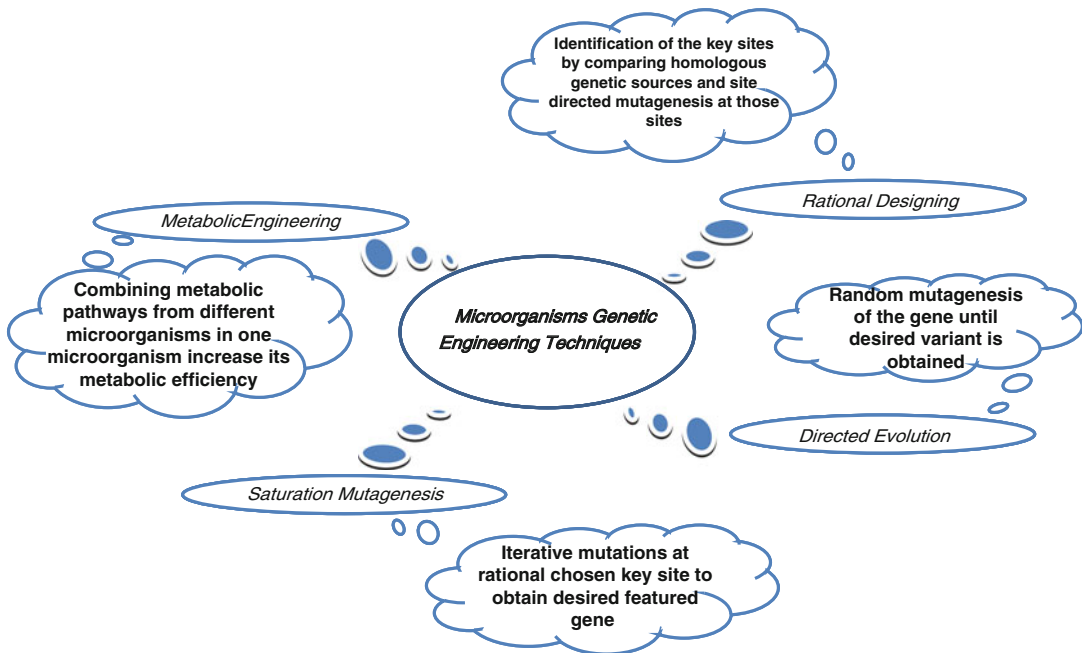 Identification of the key sites
by comparing homologous
genetic sources and site
directed mutagenesis at those
sites
Rational Designing
MetabolicEngineering
Combining metabolic
pathways from different
microorganisms in one
microorganism increase its
metabolic efficiency
Microorganisms Genetic
Engineering Techniques
Random mutagenesis
of the gene until
desired variant is
obtained
Directed Evolution
Saturation Mutagenesis
Iterative mutations at
rational chosen key site to
obtain desired featured
gene